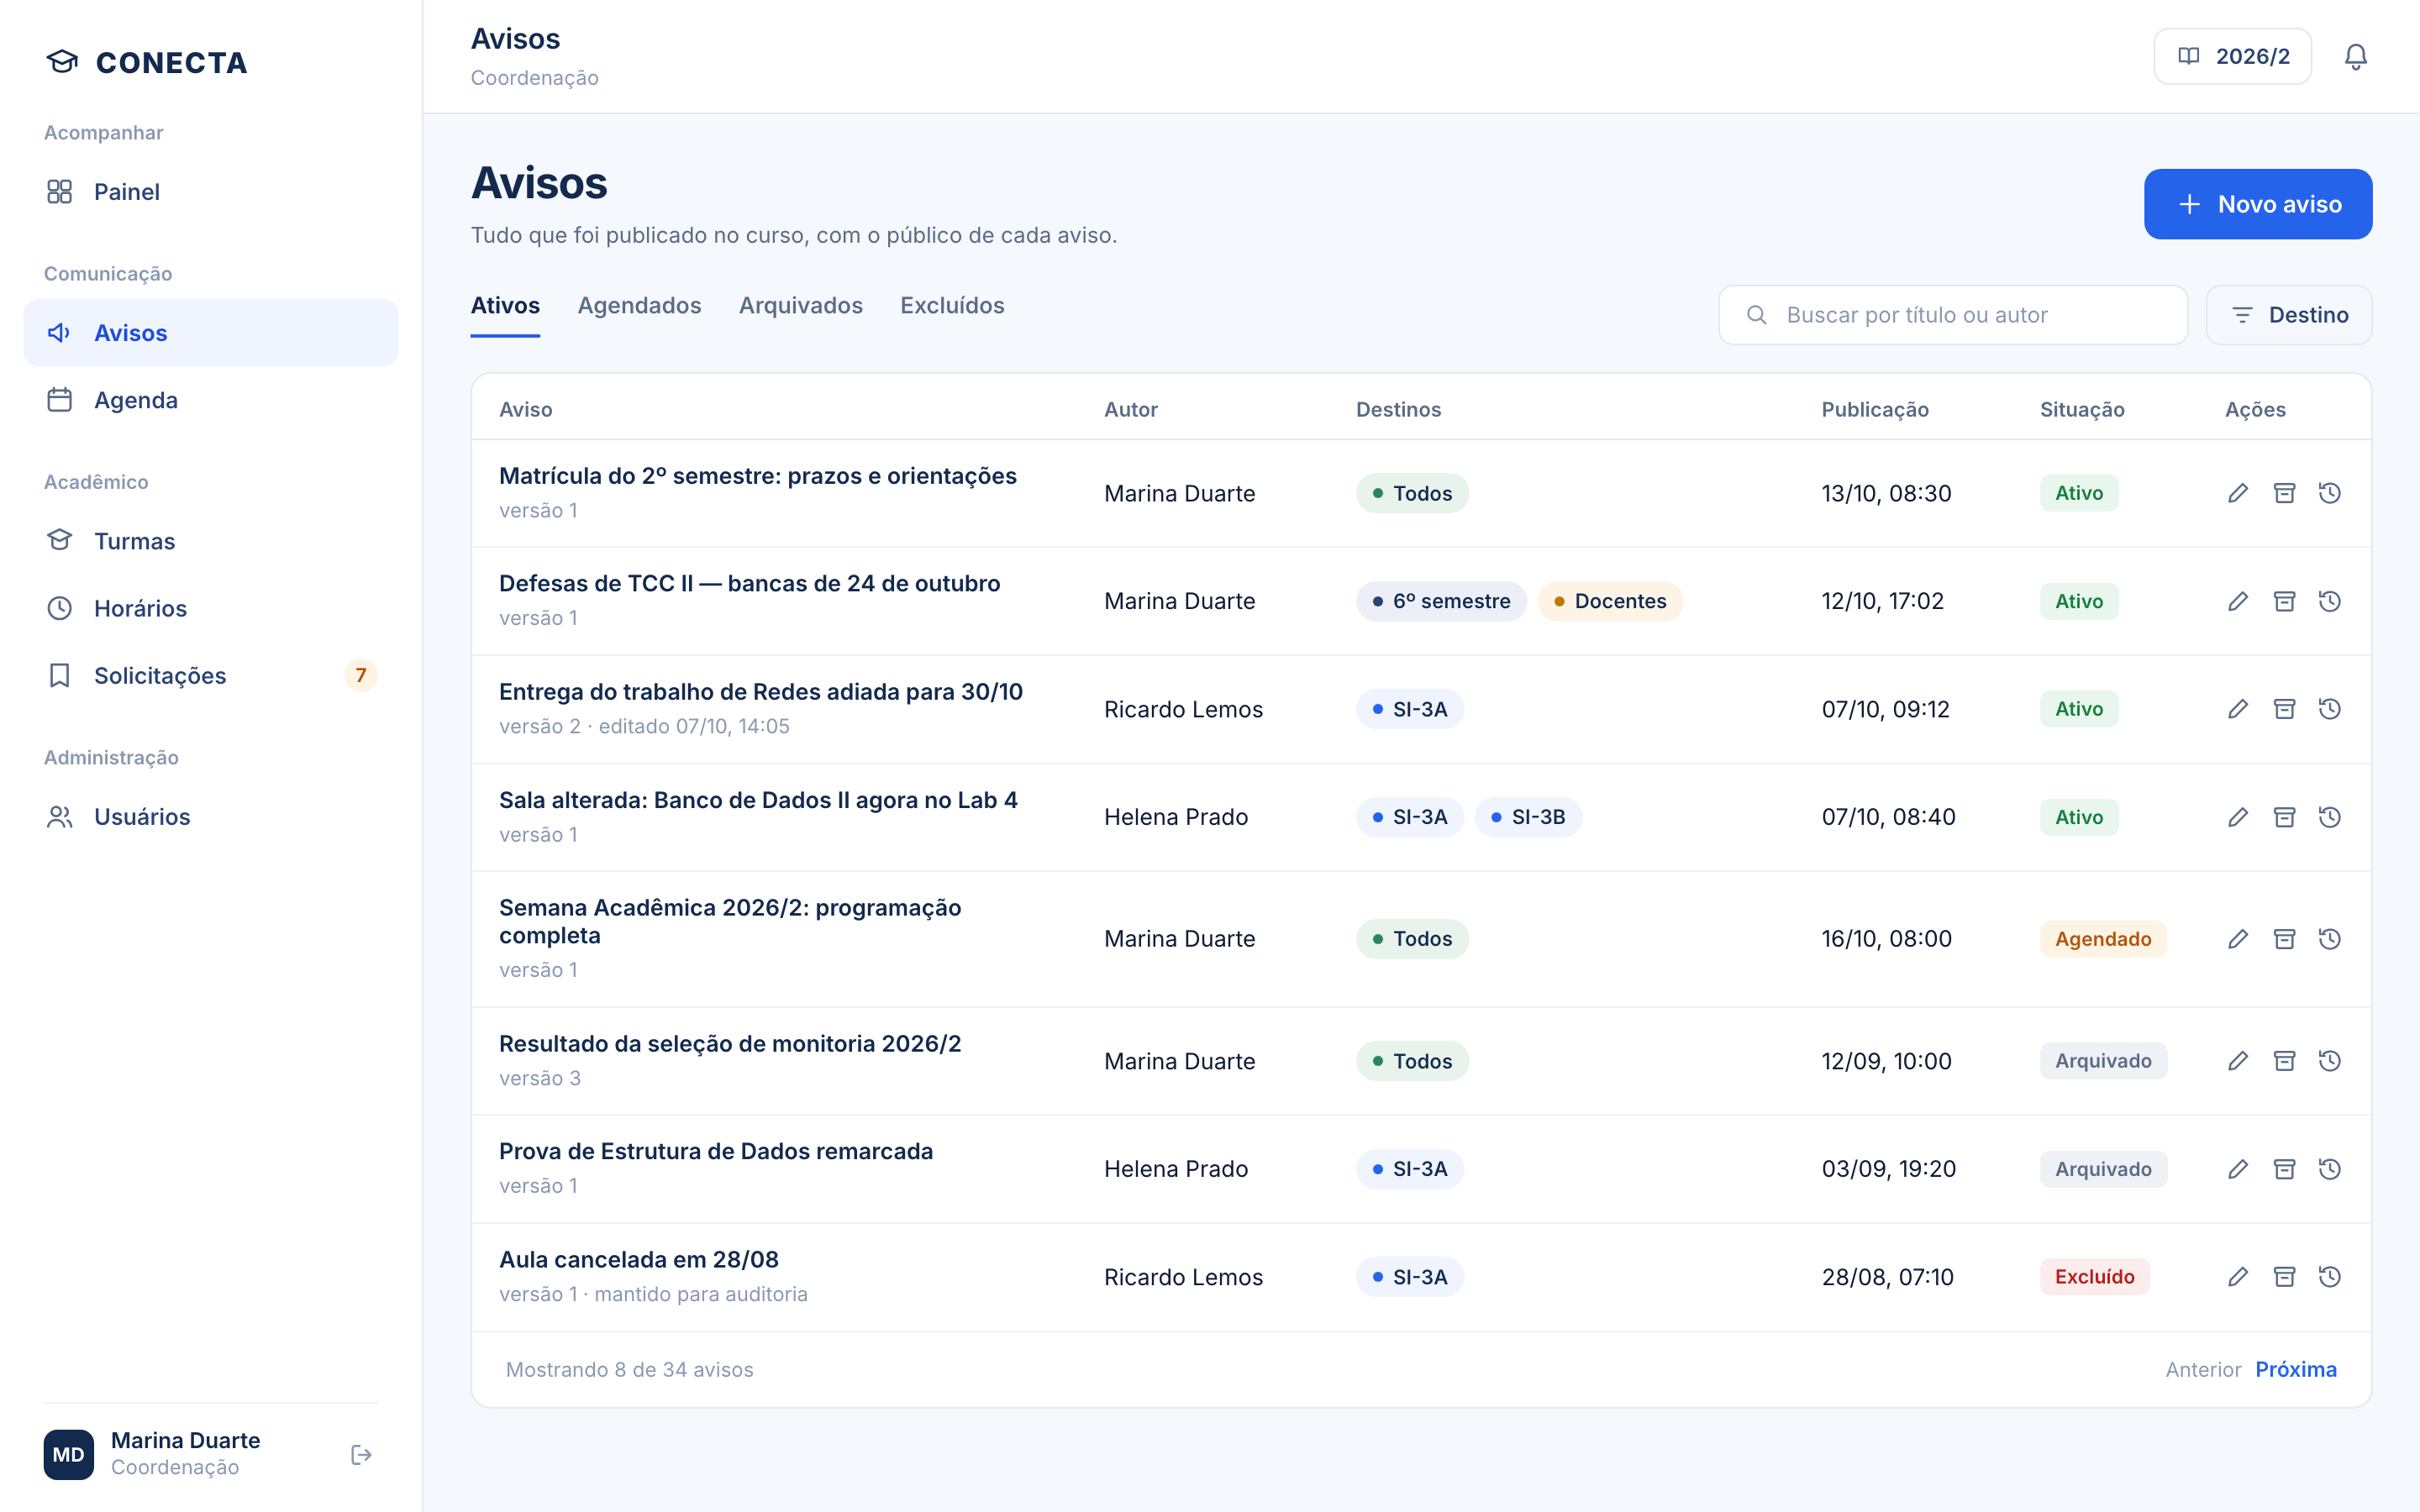 CONECTA
Acompanhar
Painel
Comunicação
Avisos
Agenda
Acadêmico
Turmas
Horários
Solicitações 7
Administração
Usuários
MD Marina Duarte
Coordenação
Avisos
Coordenação
2026/2
Avisos
Tudo que foi publicado no curso, com o público de cada aviso.
Novo aviso
Ativos Agendados Arquivados Excluídos
Buscar por título ou autor
Destino
Aviso Autor Destinos Publicação Situação Ações
Matrícula do 2º semestre: prazos e orientações
versão 1
Marina Duarte Todos 13/10, 08:30 Ativo
Defesas de TCC II — bancas de 24 de outubro
versão 1
Marina Duarte 6º semestre Docentes 12/10, 17:02 Ativo
Entrega do trabalho de Redes adiada para 30/10
versão 2 · editado 07/10, 14:05
Ricardo Lemos SI-3A 07/10, 09:12 Ativo
Sala alterada: Banco de Dados II agora no Lab 4
versão 1
Helena Prado SI-3A SI-3B 07/10, 08:40 Ativo
Semana Acadêmica 2026/2: programação
completa
versão 1
Marina Duarte Todos 16/10, 08:00 Agendado
Resultado da seleção de monitoria 2026/2
versão 3
Marina Duarte Todos 12/09, 10:00 Arquivado
Prova de Estrutura de Dados remarcada
versão 1
Helena Prado SI-3A 03/09, 19:20 Arquivado
Aula cancelada em 28/08
versão 1 · mantido para auditoria
Ricardo Lemos SI-3A 28/08, 07:10 Excluído
Mostrando 8 de 34 avisos
Anterior Próxima